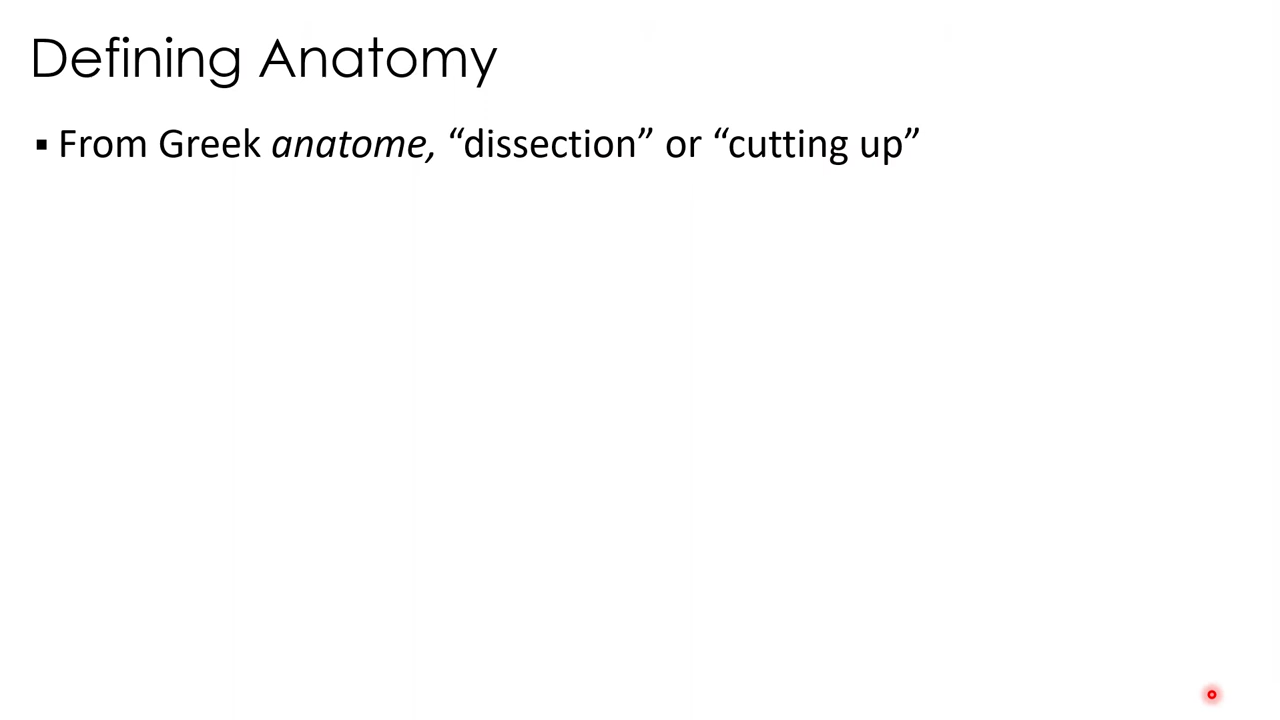 Defining Anatomy
▪ From Greek anatome, “dissection” or “cutting up”